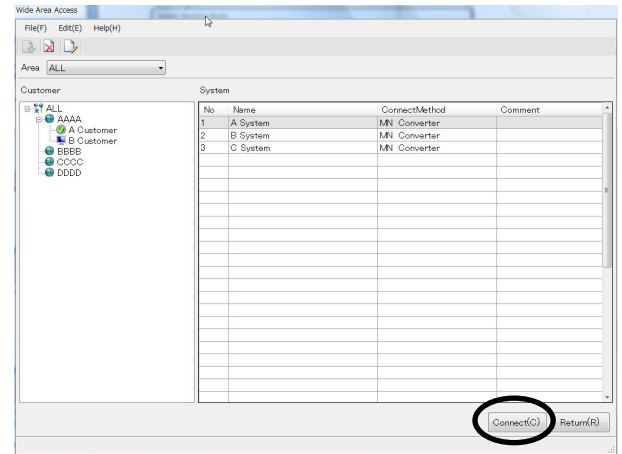 Wide Area Access
File(F) Edit(E) Help(H)
Area ALL
Customer System
ALL
AAAA
A Customer
B Customer
BBBB
CCCC
DDDD
No Name ConnectMethod Comment
1 A System MN Converter
2 B System MN Converter
3 C System MN Converter
Connect(C) Return(R)